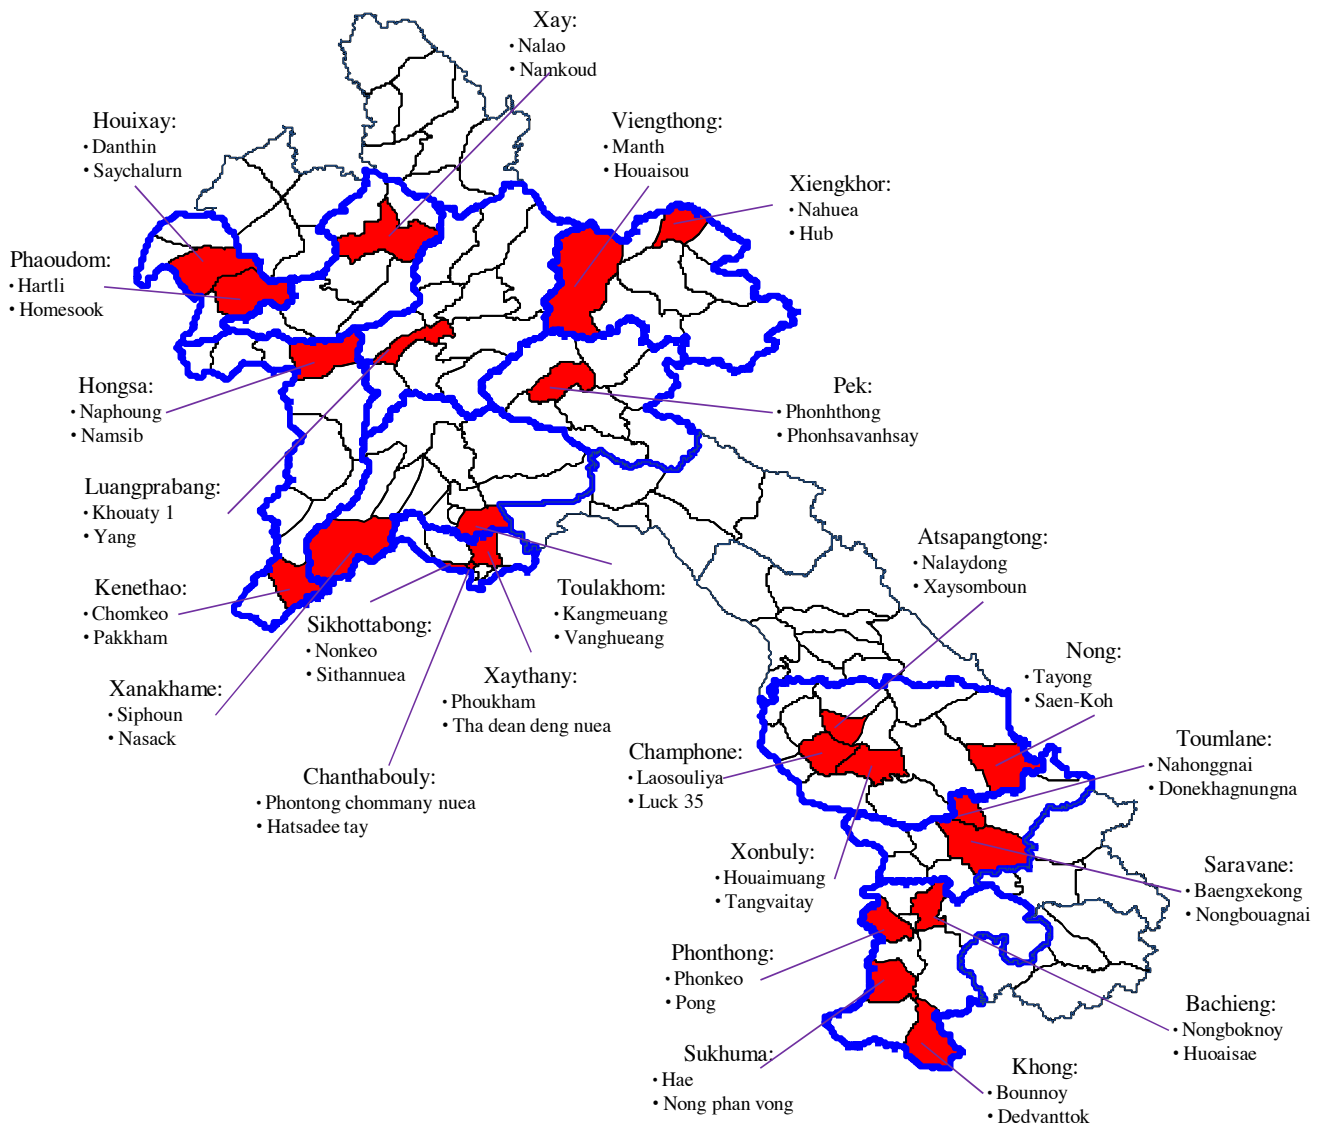 Xay:
• Nalao
• Namkoud
Houixay:
• Danthin
• Saychalurn
Viengthong:
• Manth
• Houaisou
Xiengkhor:
• Nahuea
• Hub
Phaoudom:
• Hartli
• Homesook
Hongsa:
• Naphoung
• Namsib
Pek:
• Phonhthong
• Phonhsavanhsay
Luangprabang:
• Khouaty 1
• Yang
Atsapangtong:
• Nalaydong
• Xaysomboun
Kenethao:
• Chomkeo
• Pakkham
Toulakhom:
• Kangmeuang
• Vanghueang
Sikhottabong:
• Nonkeo
• Sithannuea
Nong:
• Tayong
• Saen-Koh
Xaythany:
• Phoukham
• Tha dean deng nuea
Xanakhame:
• Siphoun
• Nasack
Toumlane:
• Nahonggnai
• Donekhagnungna
Champhone:
• Laosouliya
• Luck 35
Chanthabouly:
• Phontong chommany nuea
• Hatsadee tay
Xonbuly:
• Houaimuang
• Tangvaitay
Saravane:
• Baengxekong
• Nongbouagnai
Phonthong:
• Phonkeo
• Pong
Bachieng:
• Nongboknoy
• Huoaisae
Sukhuma:
• Hae
• Nong phan vong
Khong:
• Bounnoy
• Dedvanttok